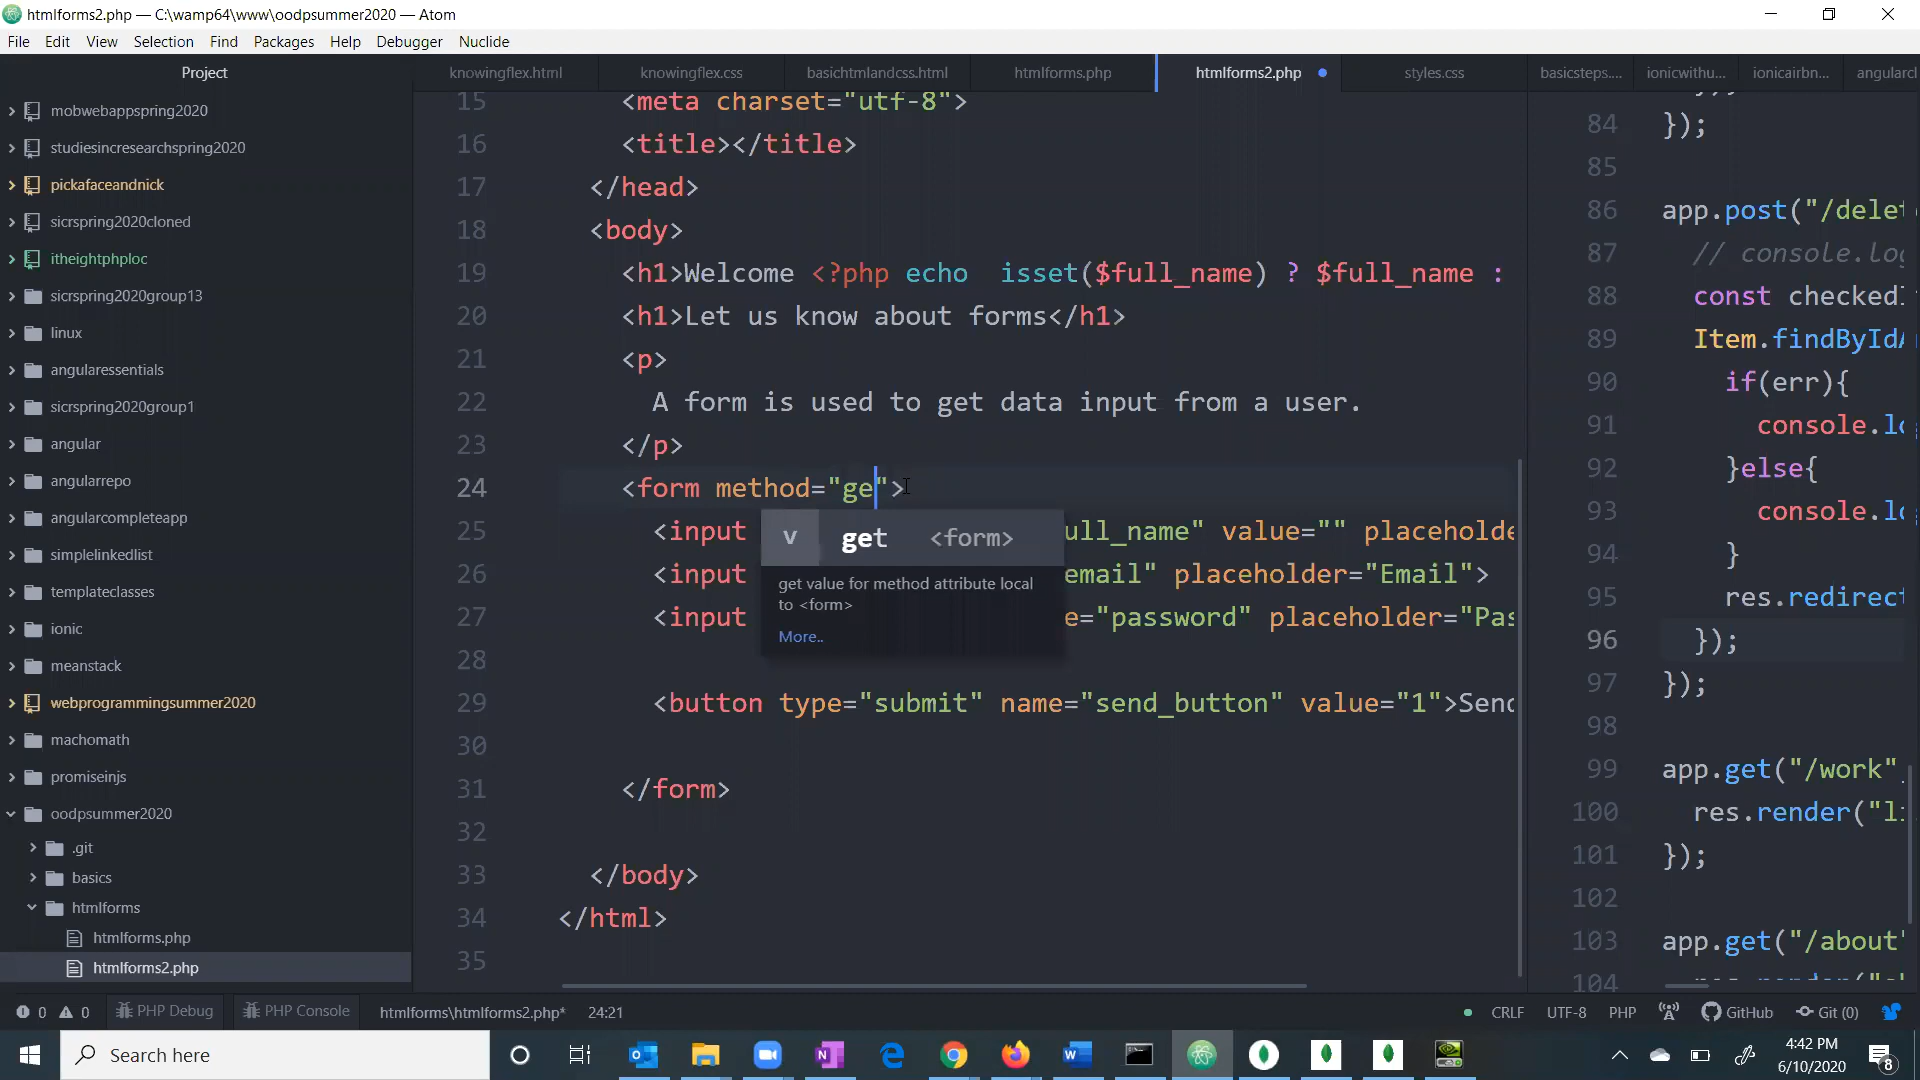 htmlforms2.php — C:\wamp64\www\oodpsummer2020 — Atom
File Edit View Selection Find Packages Help Debugger Nuclide
Project
knowingflex.html knowingflex.css basichtmlandcss.html htmlforms.php htmlforms2.php styles.css basicsteps.... ionicwithu... ionicairbn... angularcl
mobwebappspring2020
studiesincresearchspring2020
pickafaceandnick
sicrspring2020cloned
itheightphploc
sicrspring2020group13
linux
angularessentials
sicrspring2020group1
angular
angularrepo
angularcompleteapp
simplelinkedlist
templateclasses
ionic
meanstack
webprogrammingsummer2020
machomath
promiseinjs
oodpsummer2020
.git
basics
htmlforms
htmlforms.php
htmlforms2.php
15 <meta charset="utf-8">
16 <title></title>
17 </head>
18 <body>
19 <h1>Welcome <?php echo  isset($full_name) ? $full_name :
20 <h1>Let us know about forms</h1>
21 <p>
22 A form is used to get data input from a user.
23 </p>
24 <form method="ge">
25 <input ull_name" value="" placeholde
26 <input email" placeholder="Email">
27 <input e="password" placeholder="Pas
28
29 <button type="submit" name="send_button" value="1">Send
30
31 </form>
32
33 </body>
34 </html>
35
v get <form>
get value for method attribute local
to <form>
More..
84 });
85
86 app.post("/delet
87 // console.log
88 const checkedI
89 Item.findByIdA
90 if(err){
91 console.lo
92 }else{
93 console.lo
94 }
95 res.redirect
96 });
97 });
98
99 app.get("/work"
100 res.render("li
101 });
102
103 app.get("/about"
104
0 0 PHP Debug PHP Console htmlforms\htmlforms2.php* 24:21 CRLF UTF-8 PHP GitHub Git (0)
Search here
4:42 PM
6/10/2020
8